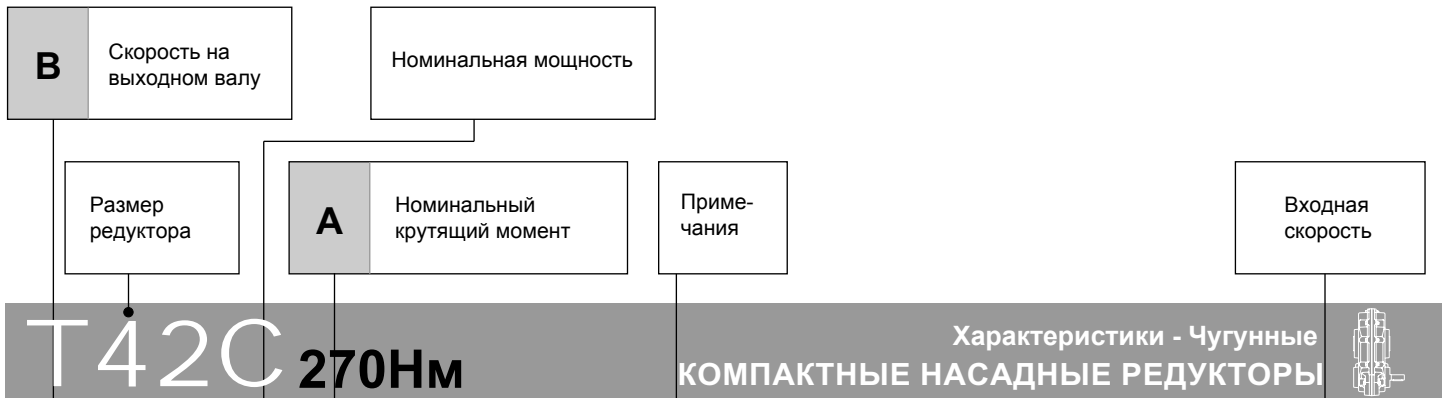 B
Скорость на
выходном валу
Номинальная мощность
Размер
редуктора
A
Номинальный
крутящий момент
Приме-
чания
Входная
скорость
T42C 270Нм
Характеристики - Чугунные
КОМПАКТНЫЕ НАСАДНЫЕ РЕДУКТОРЫ